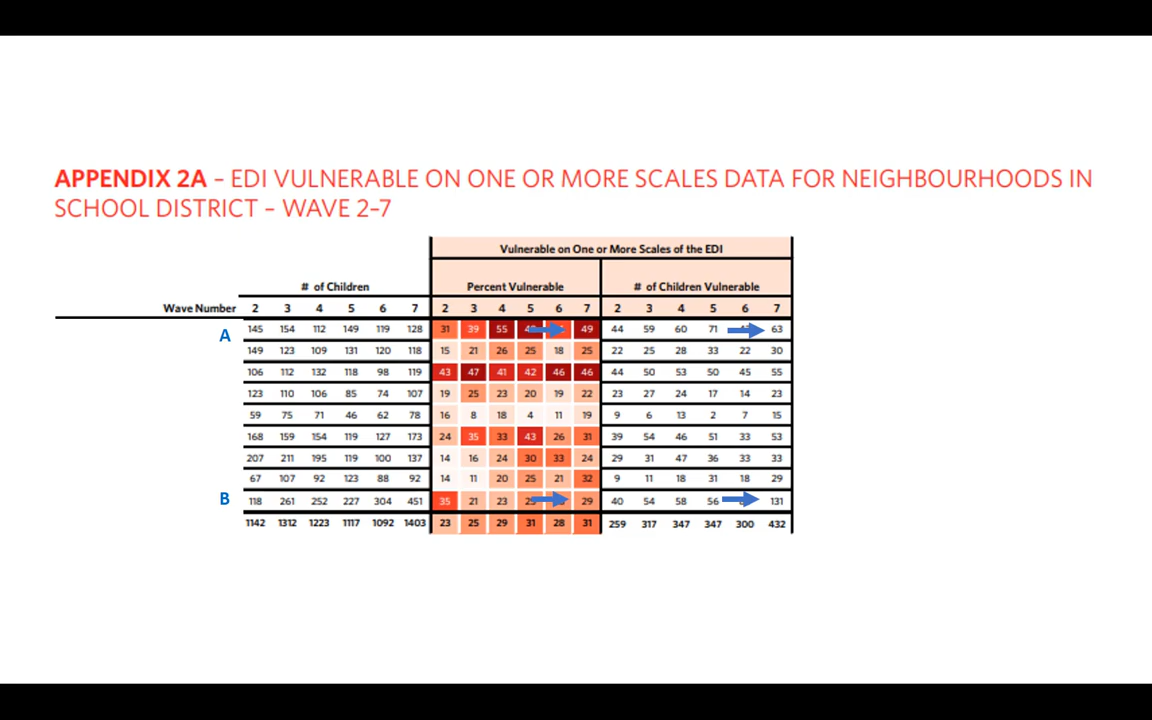 APPENDIX 2A – EDI VULNERABLE ON ONE OR MORE SCALES DATA FOR NEIGHBOURHOODS IN
SCHOOL DISTRICT – WAVE 2–7
Vulnerable on One or More Scales of the EDI
# of Children Percent Vulnerable # of Children Vulnerable
Wave Number 2 3 4 5 6 7 2 3 4 5 6 7 2 3 4 5 6 7
A 145 154 112 149 119 128 31 39 55 49 44 59 60 71 63
149 123 109 131 120 118 15 21 26 25 18 25 22 25 28 33 22 30
106 112 132 118 98 119 43 47 41 42 46 46 44 50 53 50 45 55
123 110 106 85 74 107 19 25 23 20 19 22 23 27 24 17 14 23
59 75 71 46 62 78 16 8 18 4 11 19 9 6 13 2 7 15
168 159 154 119 127 173 24 35 33 43 26 31 39 54 46 51 33 53
207 211 195 119 100 137 14 16 24 30 33 24 29 31 47 36 33 33
67 107 92 123 88 92 14 11 20 25 21 32 9 11 18 31 18 29
B 118 261 252 227 304 451 35 21 23 29 40 54 58 56 131
1142 1312 1223 1117 1092 1403 23 25 29 31 28 31 259 317 347 347 300 432